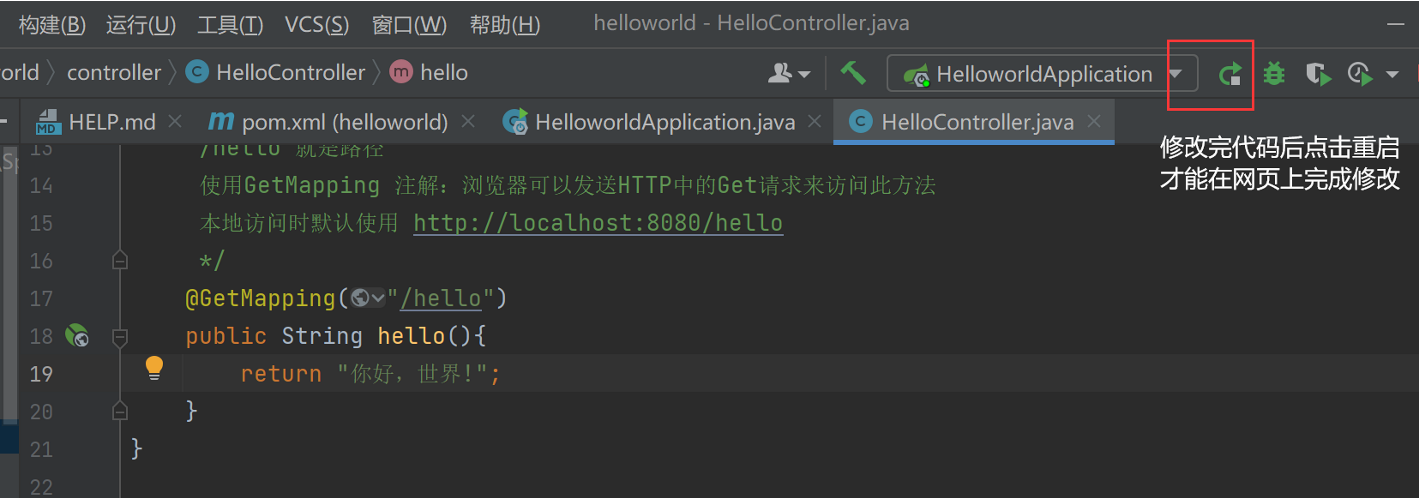 构建(B) 运行(U) 工具(T) VCS(S) 窗口(W) 帮助(H) helloworld - HelloController.java
orld controller HelloController hello HelloworldApplication
HELP.md pom.xml (helloworld) HelloworldApplication.java HelloController.java
修改完代码后点击重启
才能在网页上完成修改
13 /hello 就是路径
14 使用GetMapping 注解：浏览器可以发送HTTP中的Get请求来访问此方法
15 本地访问时默认使用 http://localhost:8080/hello
16 */
17 @GetMapping("/hello")
18 public String hello(){
19 return "你好，世界!";
20 }
21 }
22